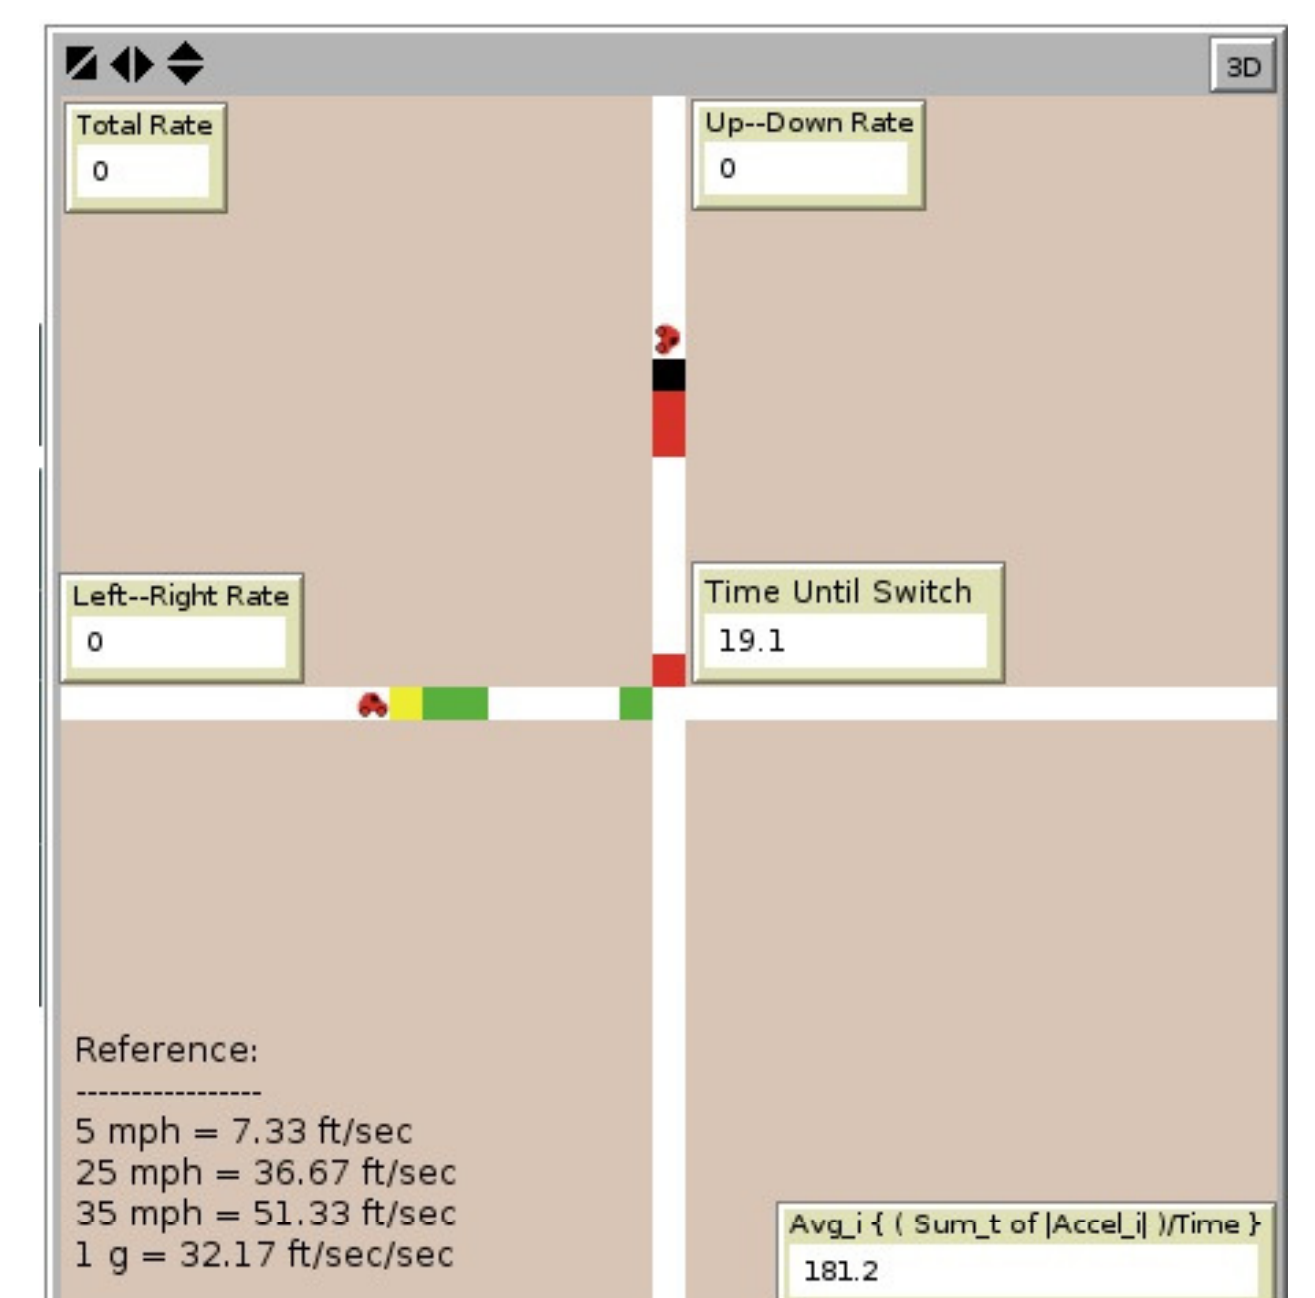 3D
Total Rate
0
Up--Down Rate
0
Left--Right Rate
0
Time Until Switch
19.1
Reference:
-----------------
5 mph = 7.33 ft/sec
25 mph = 36.67 ft/sec
35 mph = 51.33 ft/sec
1 g = 32.17 ft/sec/sec
Avg_i { ( Sum_t of |Accel_i| )/Time }
181.2